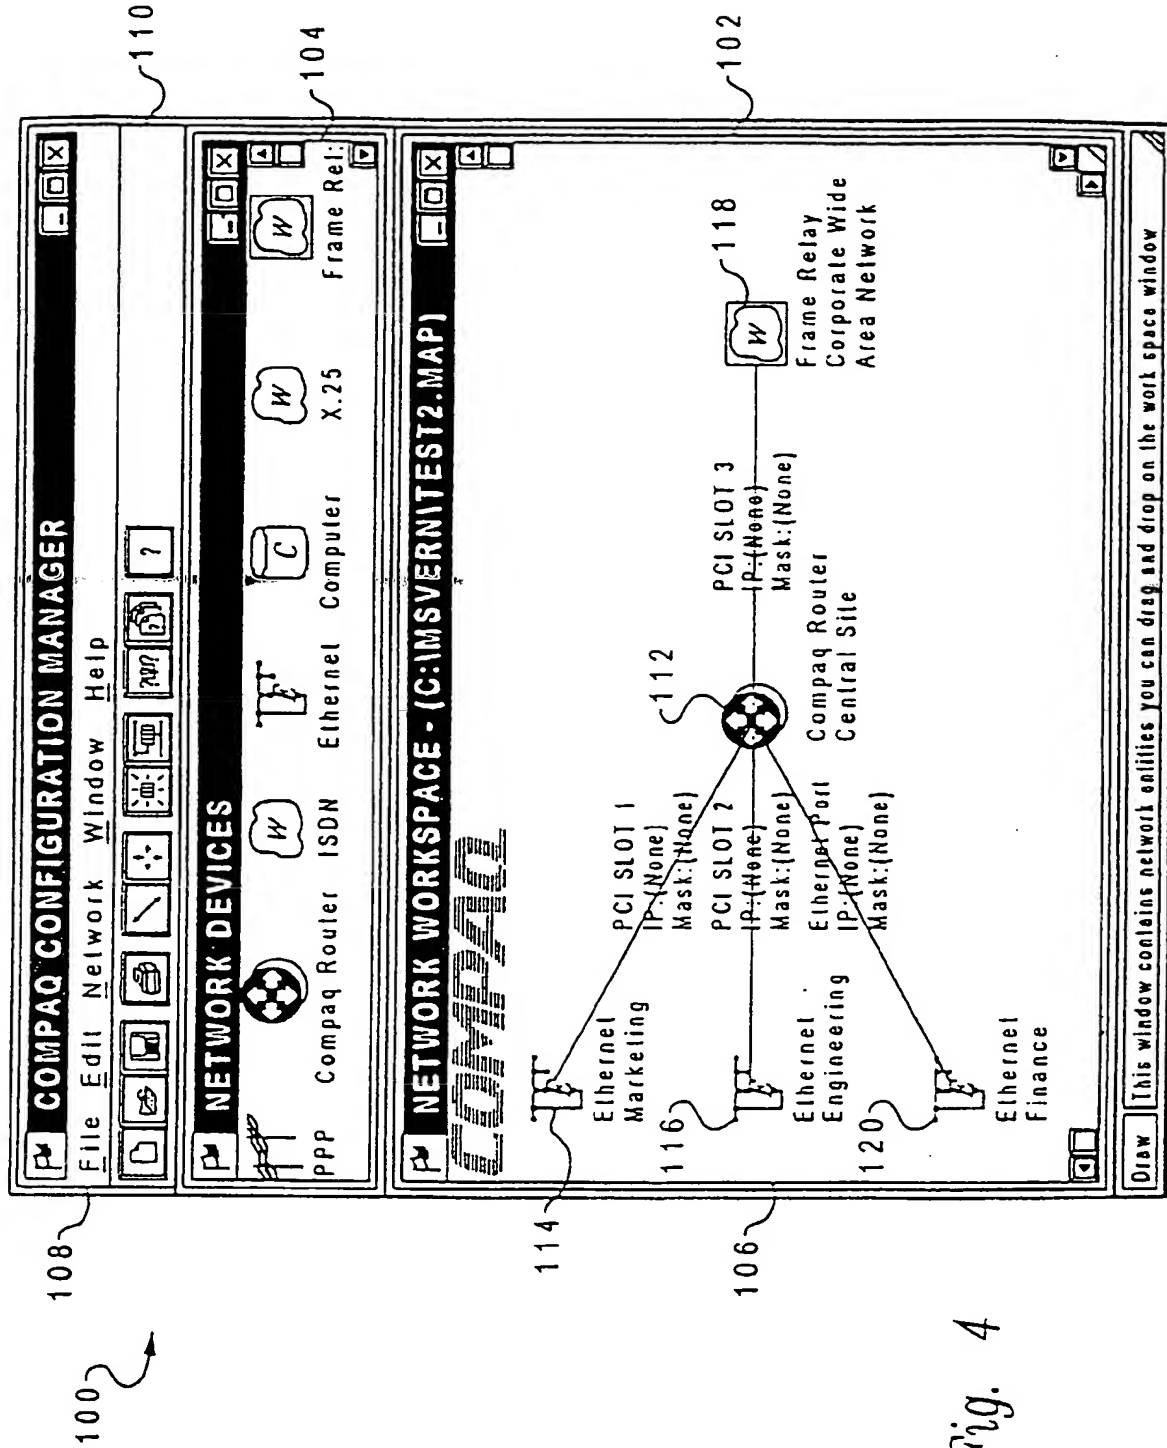 100
108
110
COMPAQ CONFIGURATION MANAGER
File Edit Network Window Help
?
NETWORK DEVICES
104
PPP
Compaq Router
ISDN
Ethernet
Computer
X.25
Frame Rel:
W
E
C
W
W
NETWORK WORKSPACE - (C:\MSVERN\TEST2.MAP)
COMPAQ
102
106
114
E
Ethernet
Marketing
PCI SLOT 1
IP:(None)
Mask:(None)
116
E
Ethernet
Engineering
PCI SLOT 2
IP:(None)
Mask:(None)
120
E
Ethernet
Finance
Ethernet Port
IP:(None)
Mask:(None)
112
Compaq Router
Central Site
PCI SLOT 3
IP:(None)
Mask:(None)
118
W
Frame Relay
Corporate Wide
Area Network
Draw This window contains network entities you can drag and drop on the work space window
Fig. 4